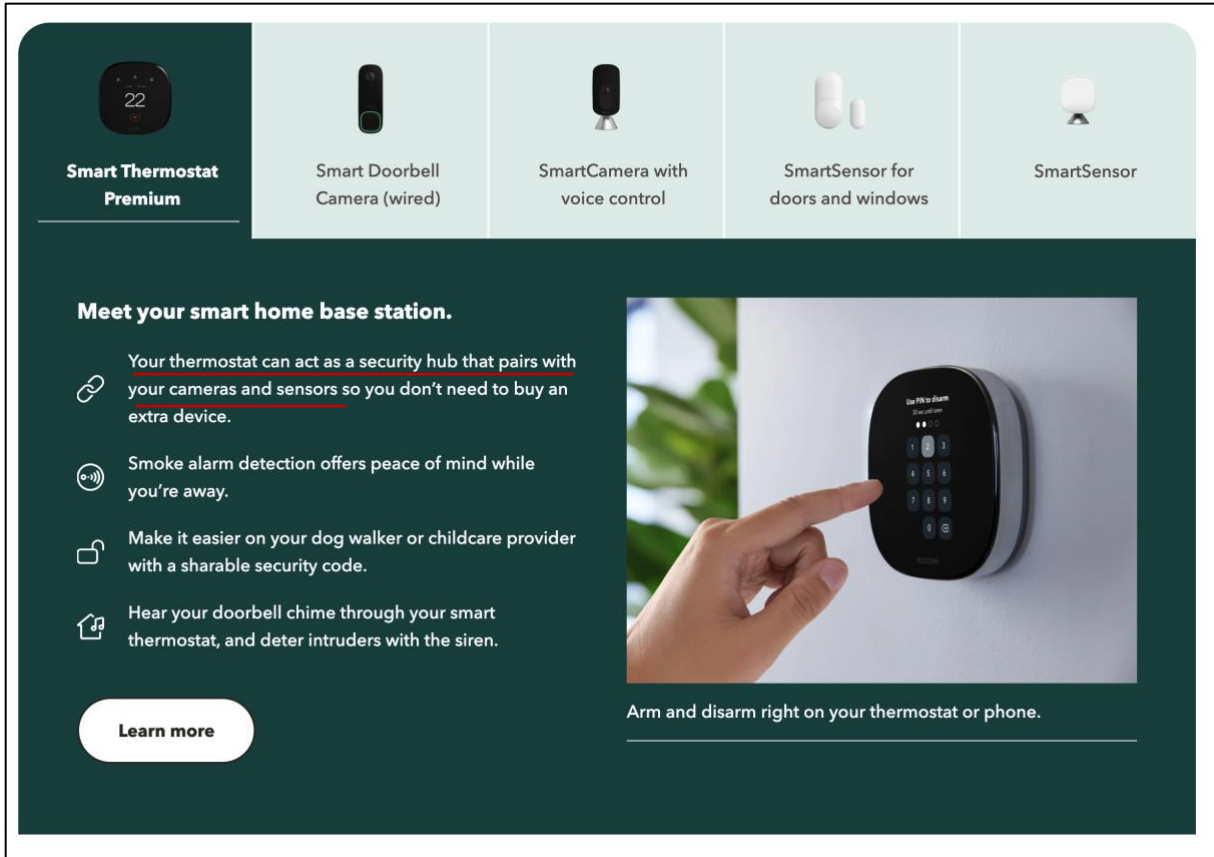 22
Smart Thermostat
Premium
Smart Doorbell
Camera (wired)
SmartCamera with
voice control
SmartSensor for
doors and windows
SmartSensor
Meet your smart home base station.
Your thermostat can act as a security hub that pairs with
your cameras and sensors so you don’t need to buy an
extra device.
Smoke alarm detection offers peace of mind while
you’re away.
Make it easier on your dog walker or childcare provider
with a sharable security code.
Hear your doorbell chime through your smart
thermostat, and deter intruders with the siren.
Learn more
Use PIN to disarm
30 sec until siren
1 2 3
4 5 6
7 8 9
0
ecobee
Arm and disarm right on your thermostat or phone.